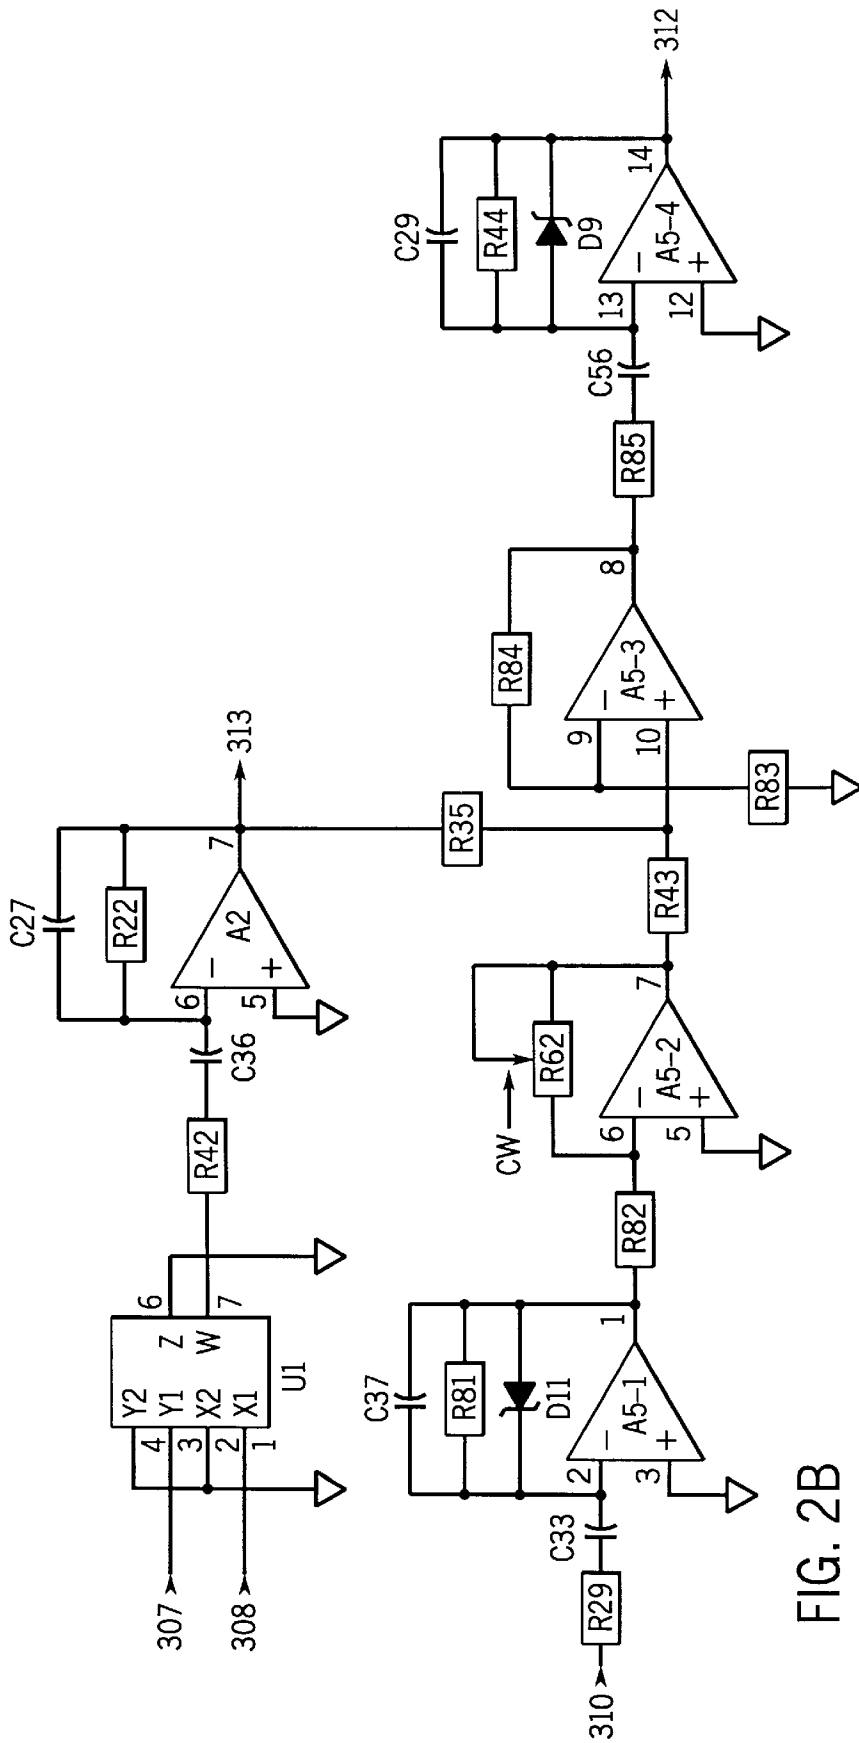 307
308
4
3
2
1
Y2
Y1
X2
X1
Z
W
6
7
U1
R42
C36
C27
R22
6
5
−
+
A2
7
313
310
R29
C33
C37
R81
D11
2
3
−
+
A5–1
1
R82
CW
R62
6
5
−
+
A5–2
7
R43
R35
R84
9
10
−
+
A5–3
8
R83
R85
C56
C29
R44
D9
13
12
−
+
A5–4
14
312
FIG. 2B